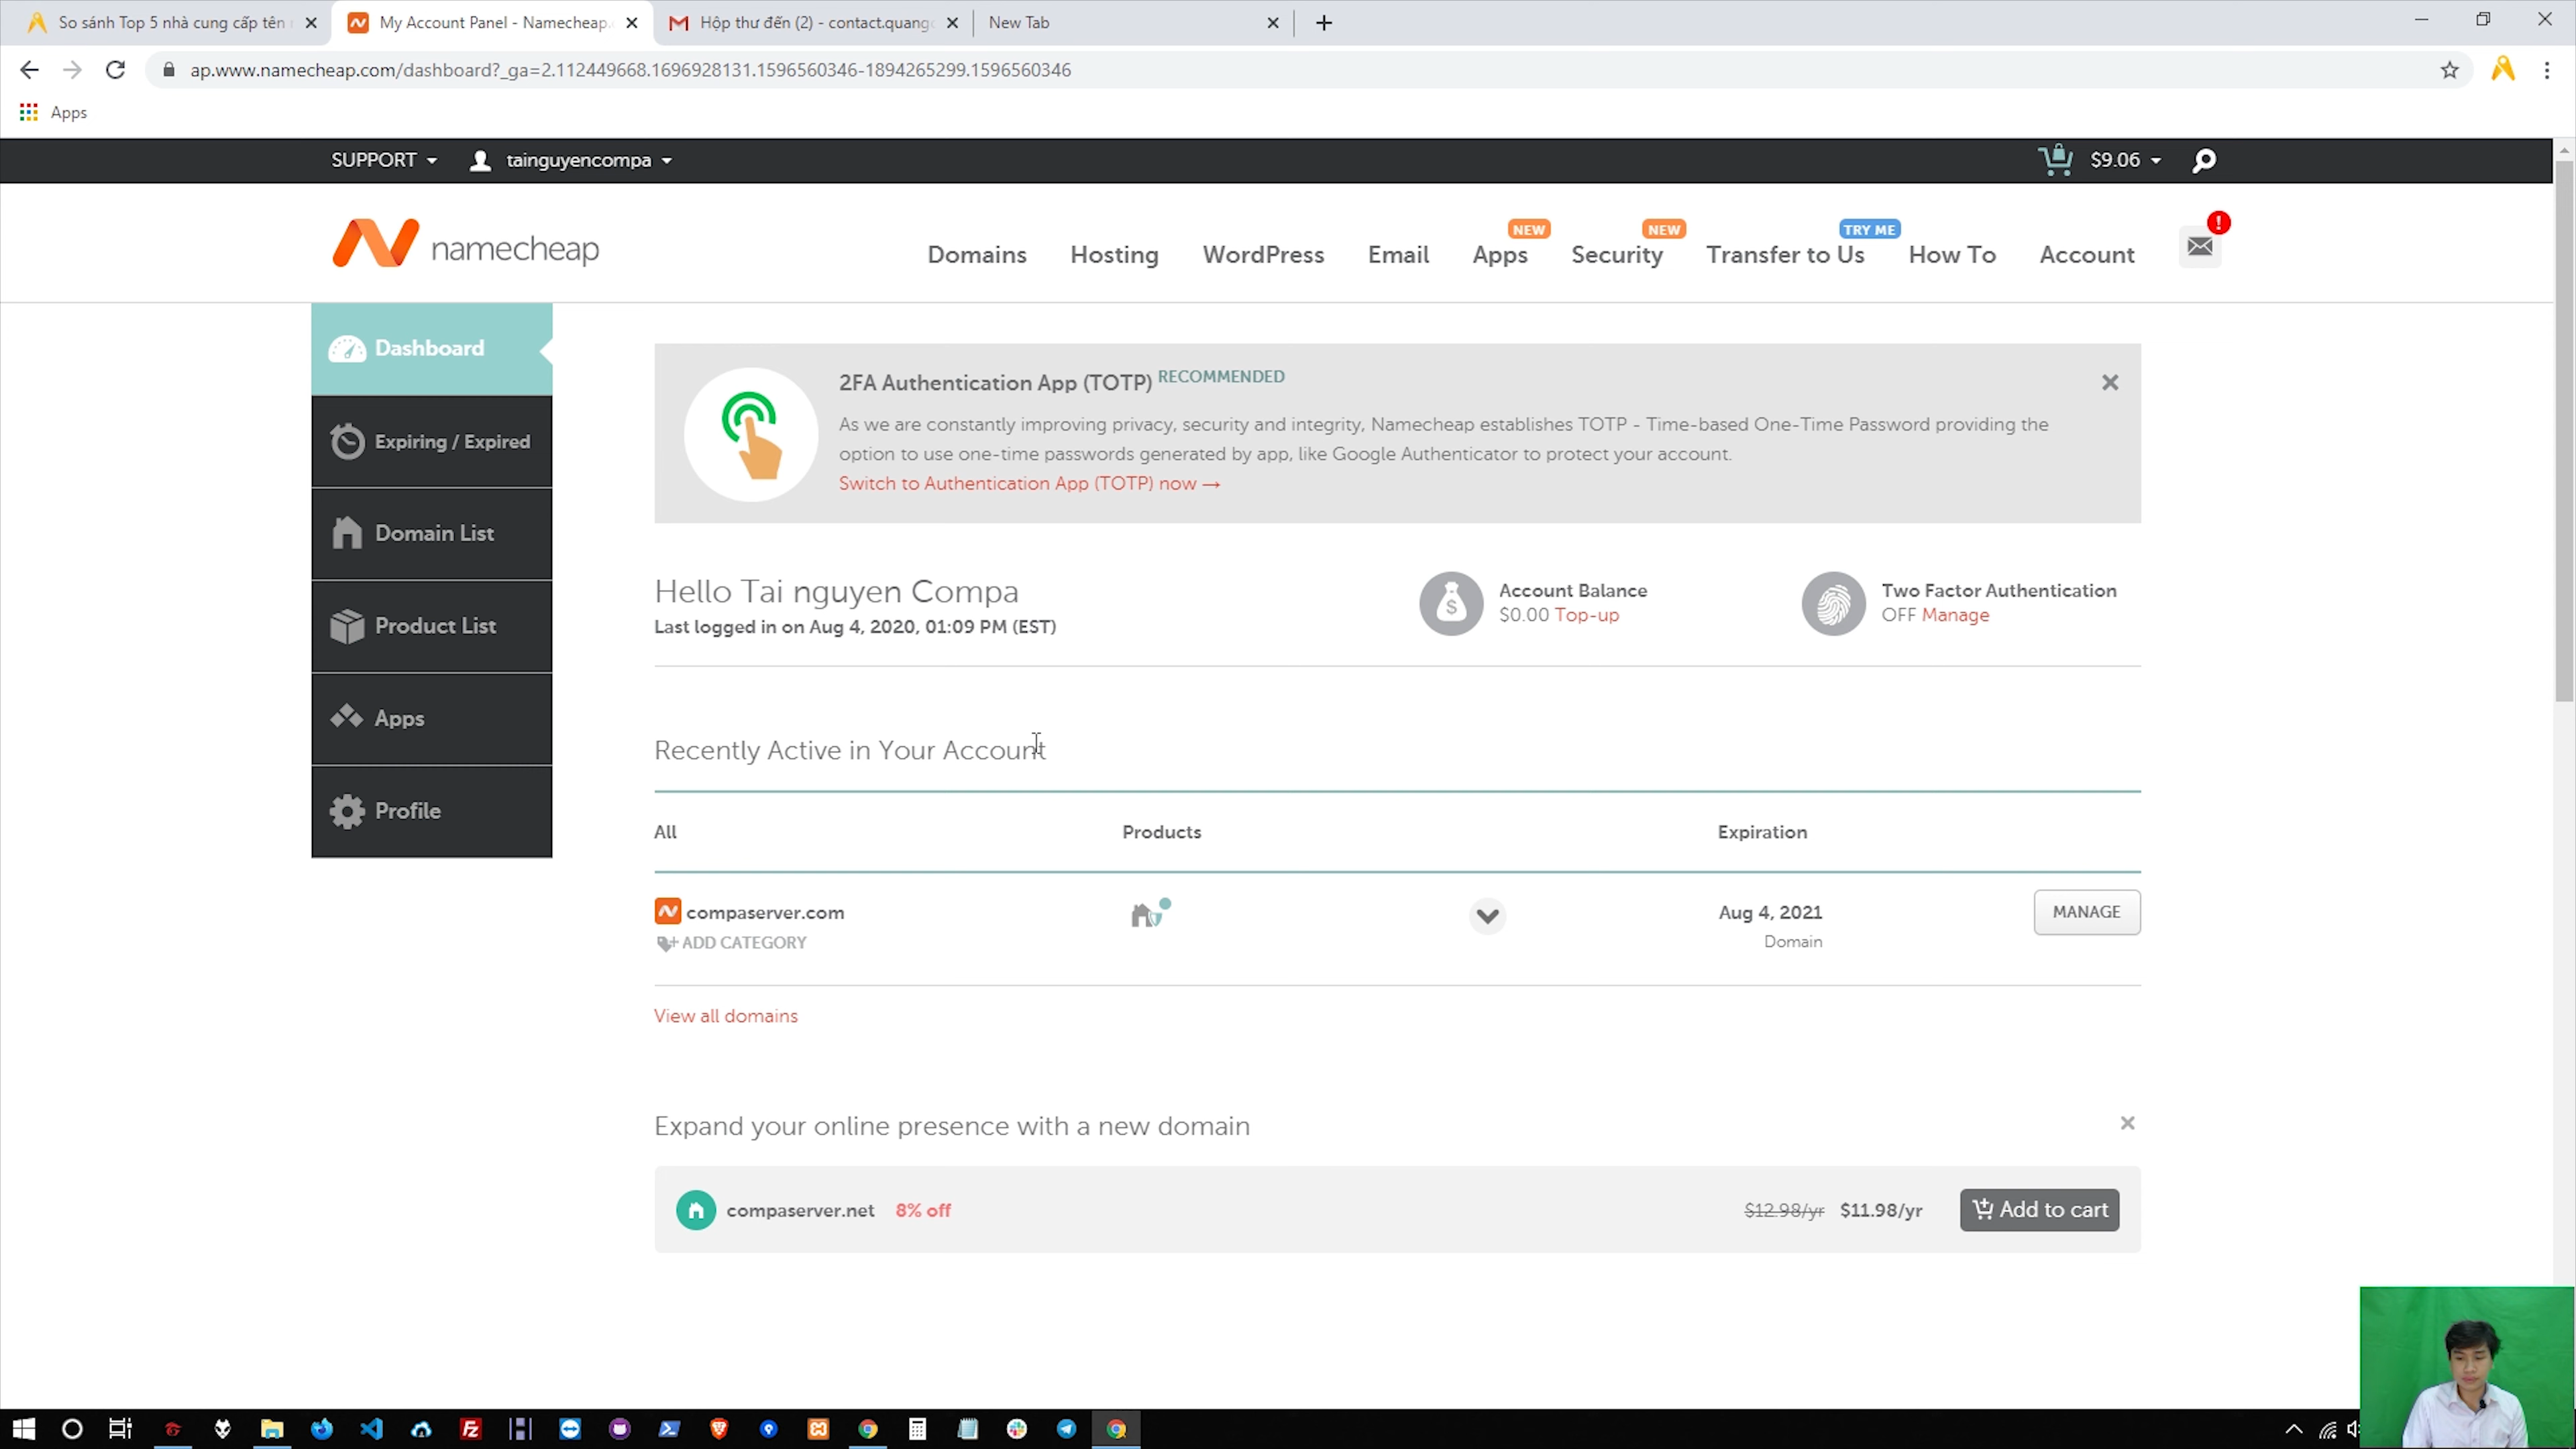 So sánh Top 5 nhà cung cấp tên
My Account Panel - Namecheap.
Hộp thư đến (2) - contact.quang
New Tab
ap.www.namecheap.com/dashboard?_ga=2.112449668.1696928131.1596560346-1894265299.1596560346
Apps
SUPPORT
tainguyencompa
$9.06
namecheap
Domains
Hosting
WordPress
Email
NEW
Apps
NEW
Security
TRY ME
Transfer to Us
How To
Account
!
Dashboard
Expiring / Expired
Domain List
Product List
Apps
Profile
2FA Authentication App (TOTP) RECOMMENDED
As we are constantly improving privacy, security and integrity, Namecheap establishes TOTP - Time-based One-Time Password providing the
option to use one-time passwords generated by app, like Google Authenticator to protect your account.
Switch to Authentication App (TOTP) now →
Hello Tai nguyen Compa
Last logged in on Aug 4, 2020, 01:09 PM (EST)
Account Balance
$0.00 Top-up
Two Factor Authentication
OFF Manage
Recently Active in Your Account
All
Products
Expiration
compaserver.com
ADD CATEGORY
Aug 4, 2021
Domain
MANAGE
View all domains
Expand your online presence with a new domain
compaserver.net 8% off
$12.98/yr $11.98/yr
Add to cart